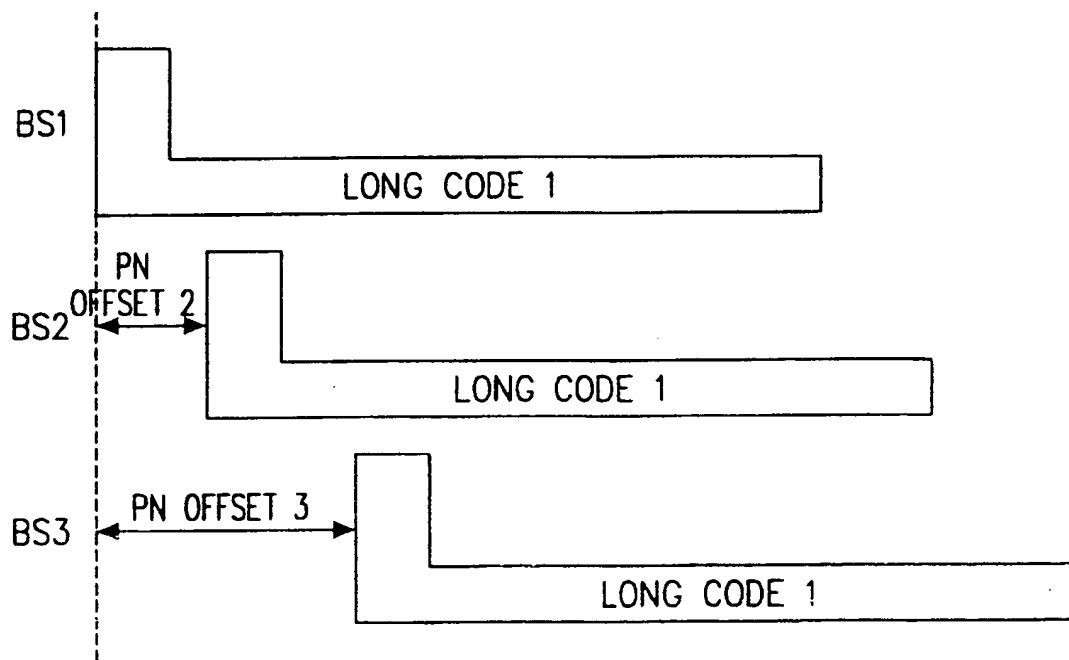 BS1
LONG CODE 1
PN
OFFSET 2
BS2
LONG CODE 1
PN OFFSET 3
BS3
LONG CODE 1